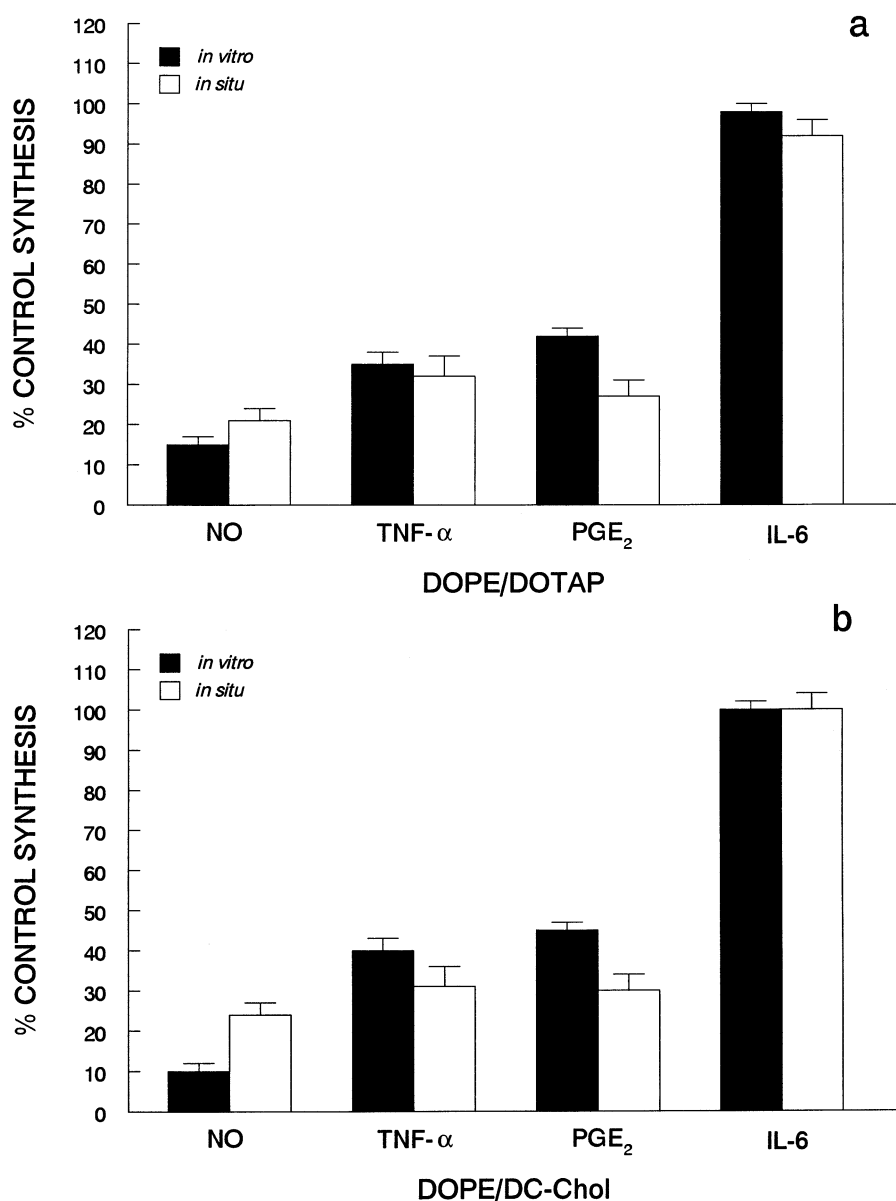 a
in vitro
in situ
% CONTROL SYNTHESIS
120
110
100
90
80
70
60
50
40
30
20
10
0
NO TNF-α PGE₂ IL-6
DOPE/DOTAP
b
in vitro
in situ
% CONTROL SYNTHESIS
120
110
100
90
80
70
60
50
40
30
20
10
0
NO TNF-α PGE₂ IL-6
DOPE/DC-Chol